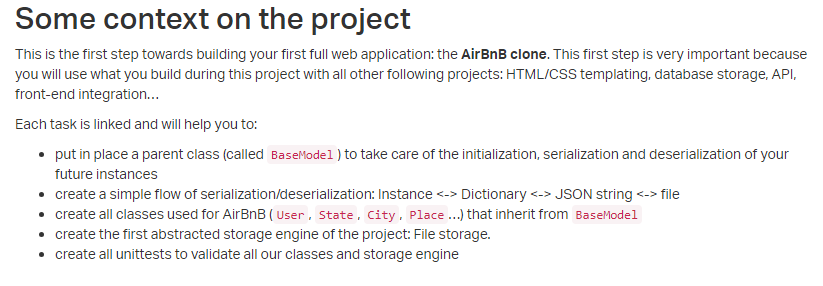 Some context on the project
This is the first step towards building your first full web application: the AirBnB clone. This first step is very important because
you will use what you build during this project with all other following projects: HTML/CSS templating, database storage, API,
front-end integration…
Each task is linked and will help you to:
• put in place a parent class (called BaseModel ) to take care of the initialization, serialization and deserialization of your
future instances
• create a simple flow of serialization/deserialization: Instance <-> Dictionary <-> JSON string <-> file
• create all classes used for AirBnB ( User , State , City , Place …) that inherit from BaseModel
• create the first abstracted storage engine of the project: File storage.
• create all unittests to validate all our classes and storage engine